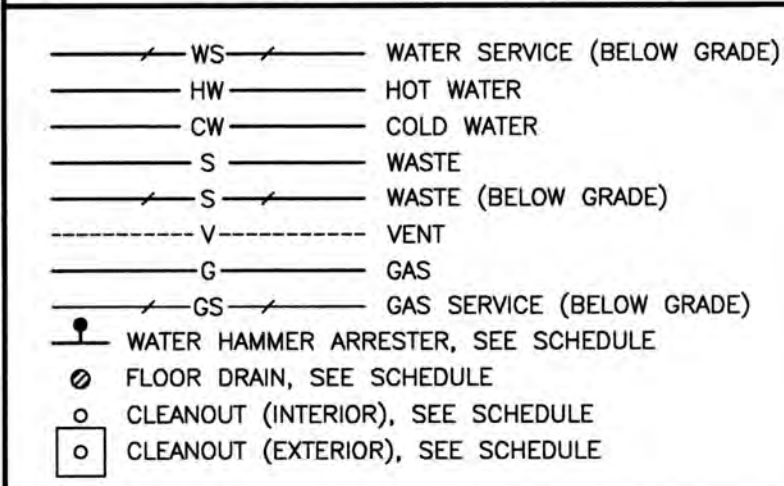 WS WATER SERVICE (BELOW GRADE)
HW HOT WATER
CW COLD WATER
S WASTE
S WASTE (BELOW GRADE)
V VENT
G GAS
GS GAS SERVICE (BELOW GRADE)
WATER HAMMER ARRESTER, SEE SCHEDULE
FLOOR DRAIN, SEE SCHEDULE
CLEANOUT (INTERIOR), SEE SCHEDULE
CLEANOUT (EXTERIOR), SEE SCHEDULE